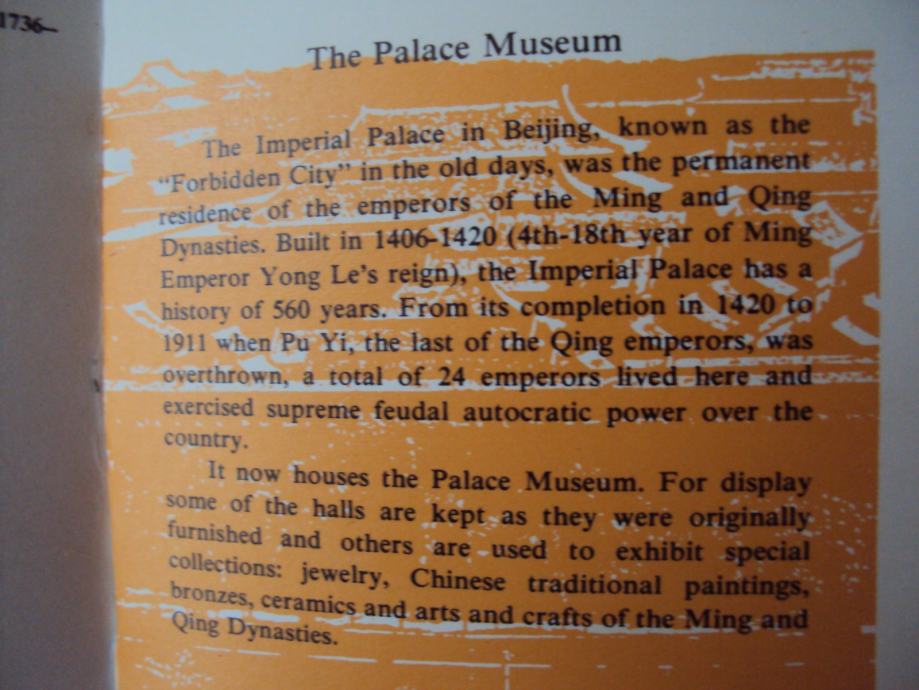 1736–
The Palace Museum
The Imperial Palace in Beijing, known as the
“Forbidden City” in the old days, was the permanent
residence of the emperors of the Ming and Qing
Dynasties. Built in 1406-1420 (4th-18th year of Ming
Emperor Yong Le’s reign), the Imperial Palace has a
history of 560 years. From its completion in 1420 to
1911 when Pu Yi, the last of the Qing emperors, was
overthrown, a total of 24 emperors lived here and
exercised supreme feudal autocratic power over the
country.
It now houses the Palace Museum. For display
some of the halls are kept as they were originally
furnished and others are used to exhibit special
collections: jewelry, Chinese traditional paintings,
bronzes, ceramics and arts and crafts of the Ming and
Qing Dynasties.